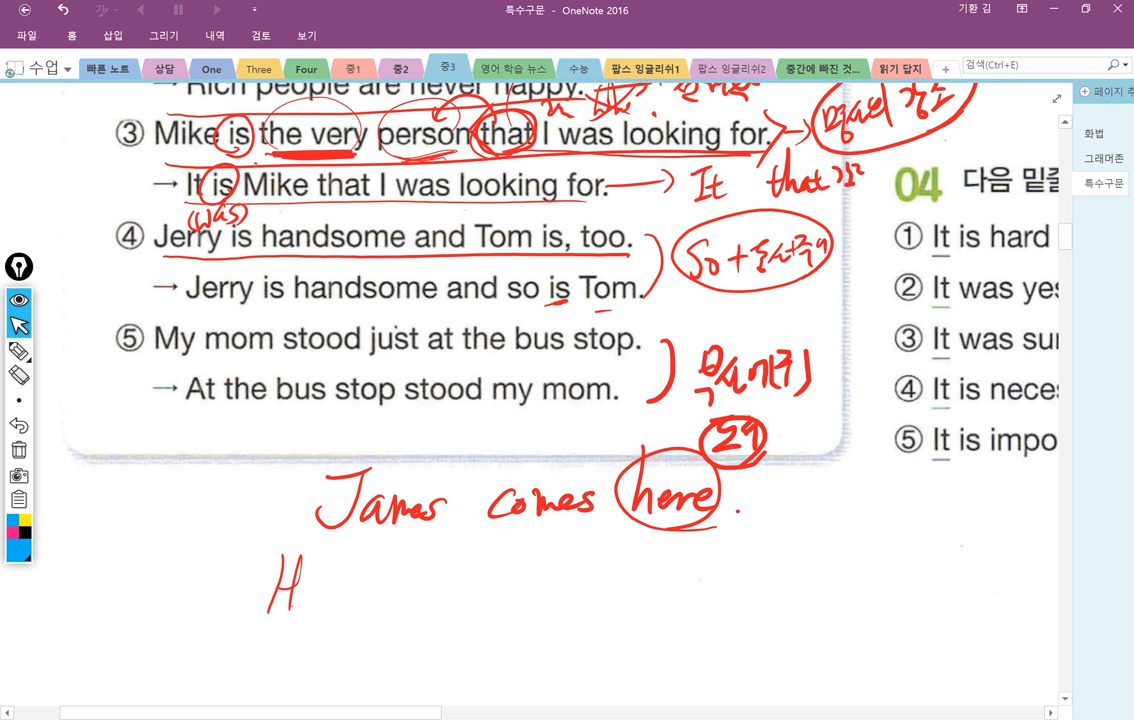 특수구문 - OneNote 2016
기환 김
파일 홈 삽입 그리기 내역 검토 보기
수업 빠른 노트 상담 One Three Four 중1 중2 중3 영어 학습 뉴스 수능 팝스 잉글리쉬1 팝스 잉글리쉬2 중간에 빠진 것... 읽기 답지 + 검색(Ctrl+E)
페이지 추
화법
그래머존
특수구문
Rich people are never happy.
③ Mike is the very person that I was looking for.
강조
→ It is Mike that I was looking for. → It that 강조
(was)
④ Jerry is handsome and Tom is, too.
So + 동사+주어
→ Jerry is handsome and so is Tom.
⑤ My mom stood just at the bus stop.
→ At the bus stop stood my mom.
도치
James comes here.
H
04 다음 밑줄
① It is hard
② It was yes
③ It was sur
④ It is neces
⑤ It is impo